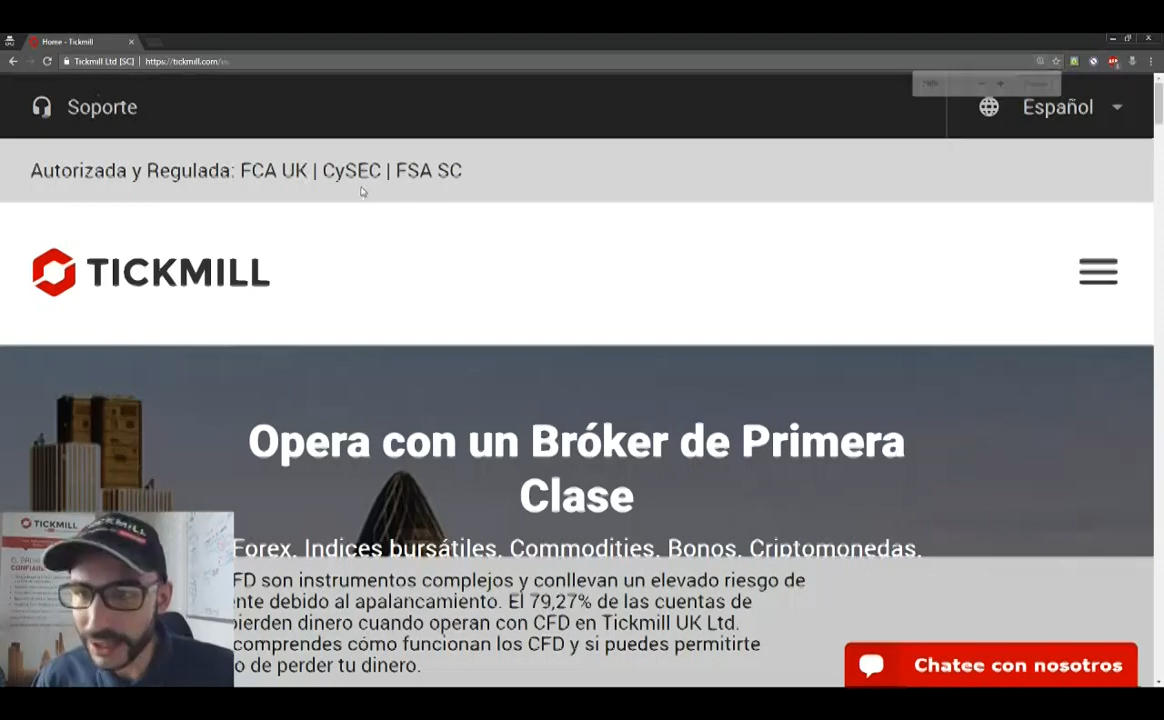 Home - Tickmill
Tickmill Ltd [SC] | https://tickmill.com/es
Soporte
Español
Autorizada y Regulada: FCA UK | CySEC | FSA SC
TICKMILL
Opera con un Bróker de Primera
Clase
Forex. Indices bursátiles. Commodities. Bonos. Criptomonedas.
FD son instrumentos complejos y conllevan un elevado riesgo de
nte debido al apalancamiento. El 79,27% de las cuentas de
pierden dinero cuando operan con CFD en Tickmill UK Ltd.
comprendes cómo funcionan los CFD y si puedes permitirte
o de perder tu dinero.
Chatee con nosotros
TICKMILL
TICKMILL